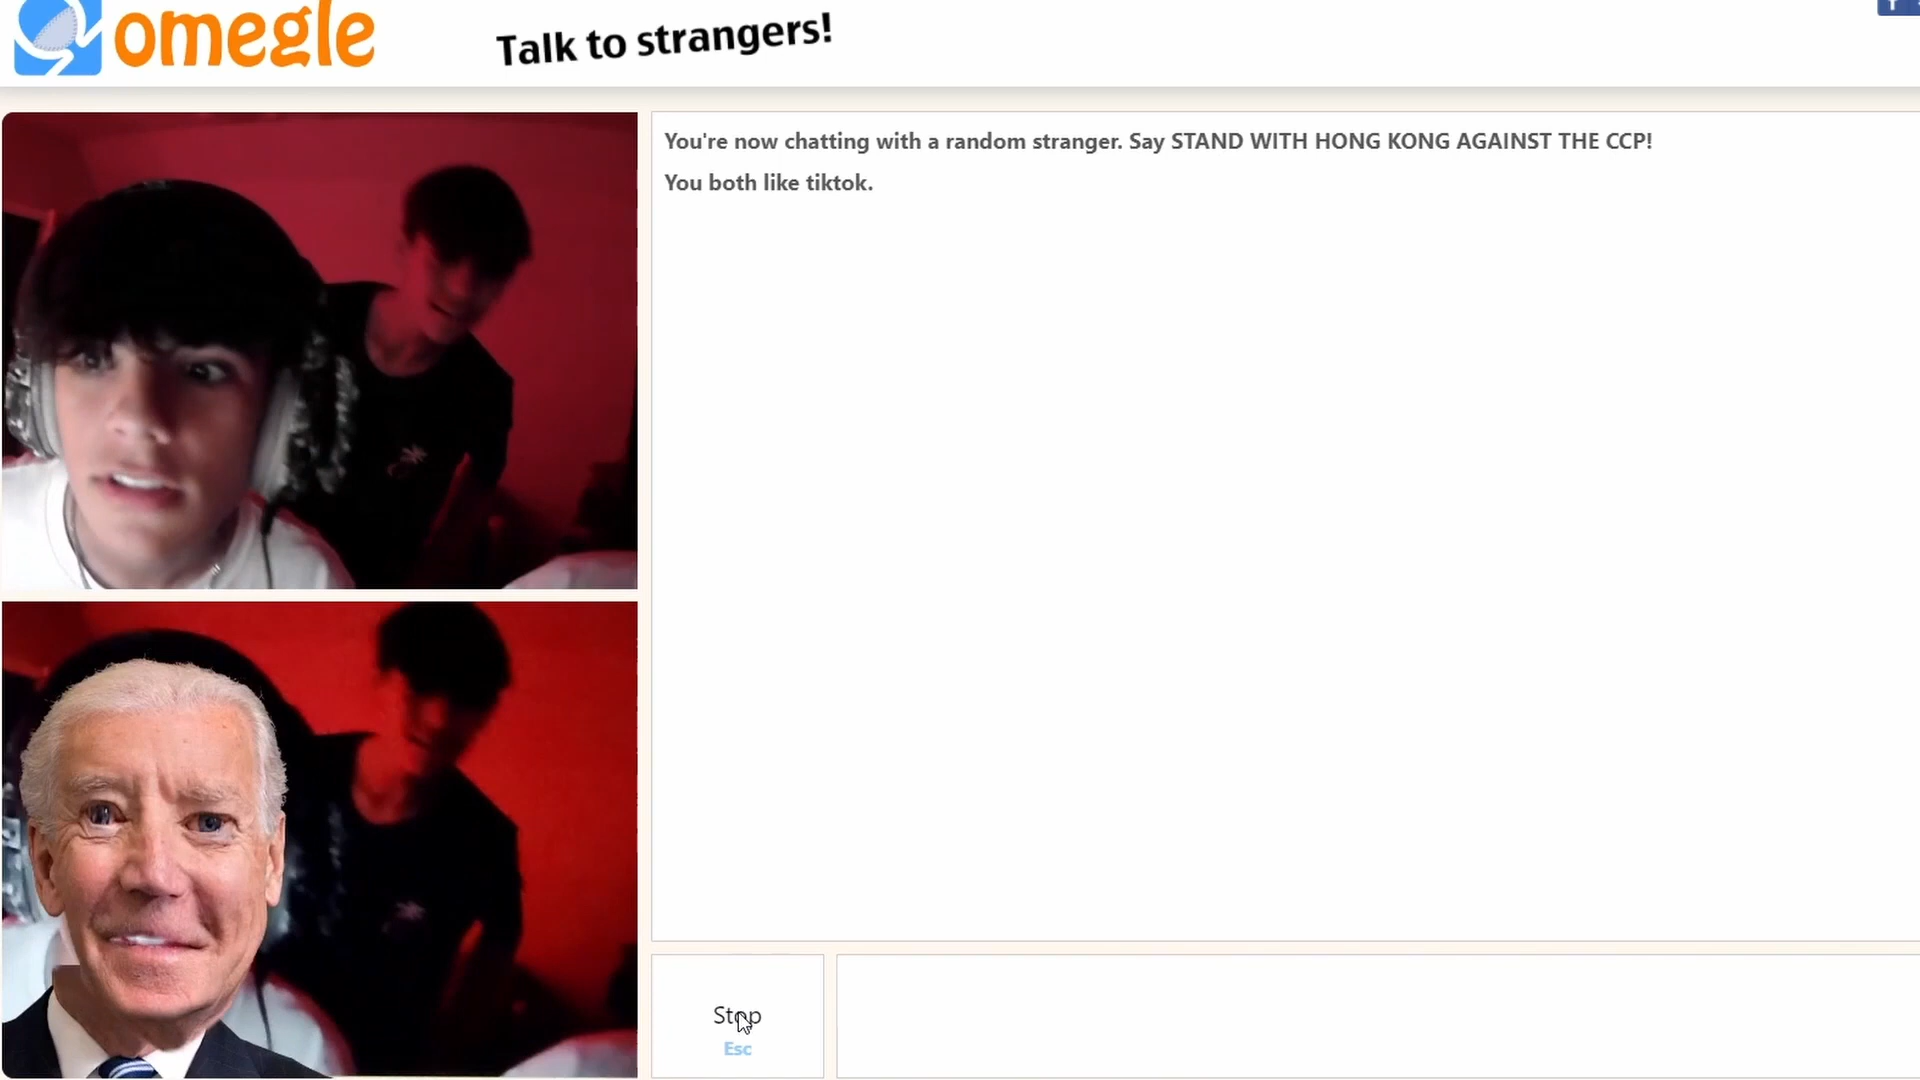 omegle
Talk to strangers!
You're now chatting with a random stranger. Say STAND WITH HONG KONG AGAINST THE CCP!
You both like tiktok.
Stop
Esc